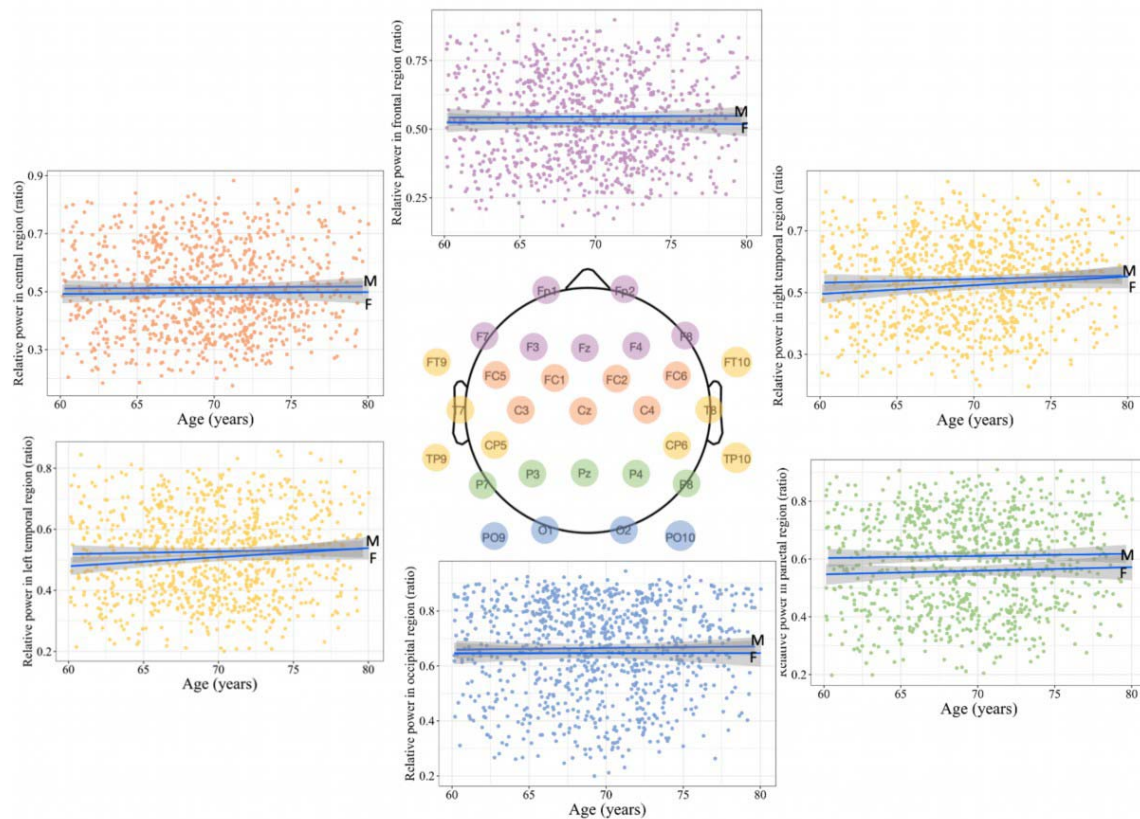 Relative power in frontal region (ratio)
0.75
0.50
0.25
M
F
60 65 70 75 80
Age (years)
Relative power in central region (ratio)
0.9
0.7
0.5
0.3
M
F
60 65 70 75 80
Age (years)
Relative power in right temporal region (ratio)
0.7
0.5
0.3
M
F
60 65 70 75 80
Age (years)
Fp1 Fp2
F7 F3 Fz F4 F8
FT9 FC5 FC1 FC2 FC6 FT10
T7 C3 Cz C4 T8
TP9 CP5 CP6 TP10
P7 P3 Pz P4 P8
PO9 O1 O2 PO10
Relative power in left temporal region (ratio)
0.8
0.6
0.4
0.2
M
F
60 65 70 75 80
Age (years)
Relative power in occipital region (ratio)
0.8
0.6
0.4
0.2
M
F
60 65 70 75 80
Age (years)
Relative power in parietal region (ratio)
0.8
0.6
0.4
0.2
M
F
60 65 70 75 80
Age (years)